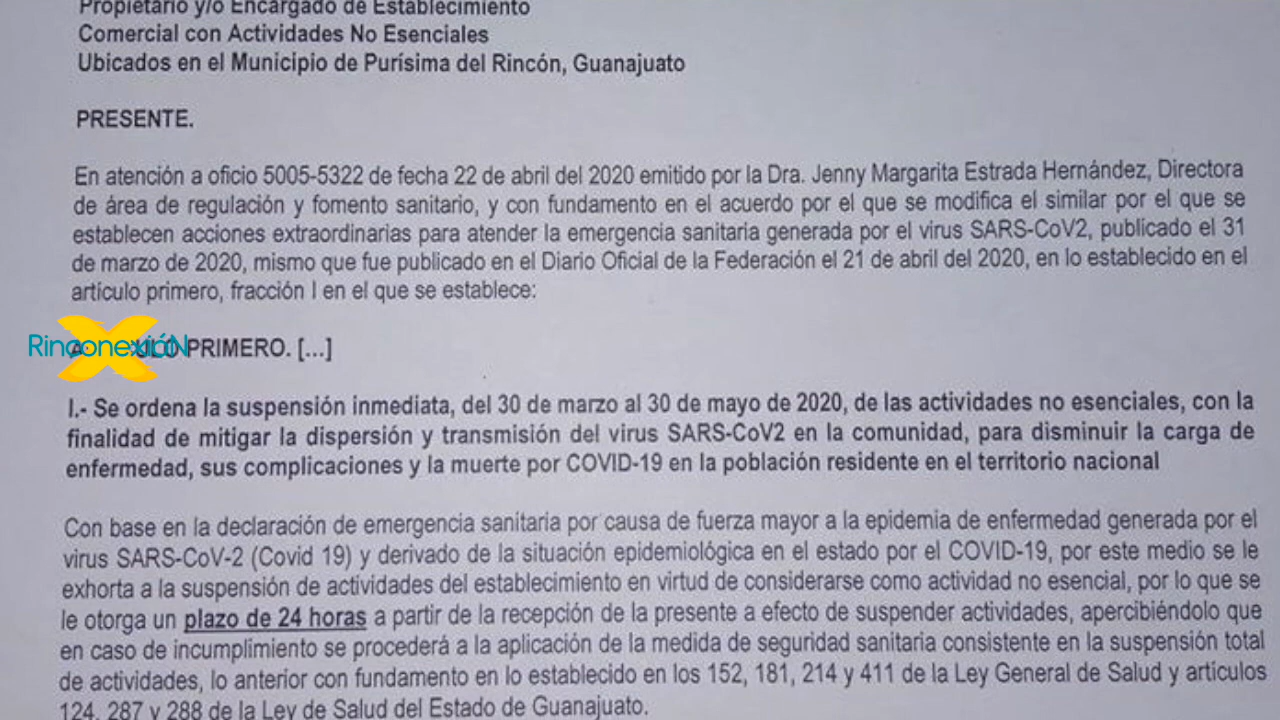 Propietario y/o Encargado de Establecimiento
Comercial con Actividades No Esenciales
Ubicados en el Municipio de Purísima del Rincón, Guanajuato
PRESENTE.
En atención a oficio 5005-5322 de fecha 22 de abril del 2020 emitido por la Dra. Jenny Margarita Estrada Hernández, Directora
de área de regulación y fomento sanitario, y con fundamento en el acuerdo por el que se modifica el similar por el que se
establecen acciones extraordinarias para atender la emergencia sanitaria generada por el virus SARS-CoV2, publicado el 31
de marzo de 2020, mismo que fue publicado en el Diario Oficial de la Federación el 21 de abril del 2020, en lo establecido en el
artículo primero, fracción I en el que se establece:
RinconexióN
PRIMERO. [...]
I.- Se ordena la suspensión inmediata, del 30 de marzo al 30 de mayo de 2020, de las actividades no esenciales, con la
finalidad de mitigar la dispersión y transmisión del virus SARS-CoV2 en la comunidad, para disminuir la carga de
enfermedad, sus complicaciones y la muerte por COVID-19 en la población residente en el territorio nacional
Con base en la declaración de emergencia sanitaria por causa de fuerza mayor a la epidemia de enfermedad generada por el
virus SARS-CoV-2 (Covid 19) y derivado de la situación epidemiológica en el estado por el COVID-19, por este medio se le
exhorta a la suspensión de actividades del establecimiento en virtud de considerarse como actividad no esencial, por lo que se
le otorga un plazo de 24 horas a partir de la recepción de la presente a efecto de suspender actividades, apercibiéndolo que
en caso de incumplimiento se procederá a la aplicación de la medida de seguridad sanitaria consistente en la suspensión total
de actividades, lo anterior con fundamento en lo establecido en los 152, 181, 214 y 411 de la Ley General de Salud y artículos
124, 287 y 288 de la Ley de Salud del Estado de Guanajuato.